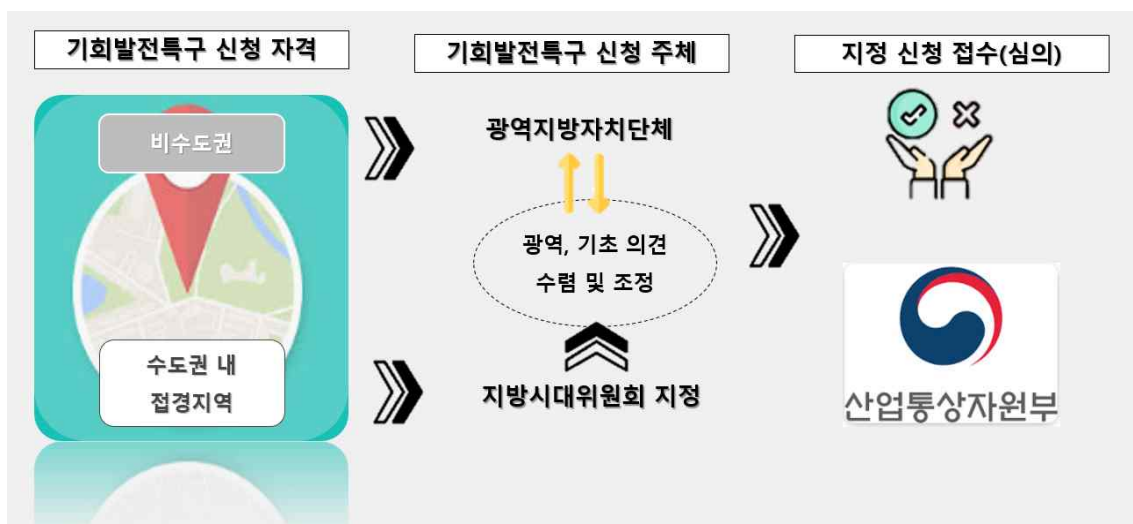 기회발전특구 신청 자격
기회발전특구 신청 주체
지정 신청 접수(심의)
비수도권
수도권 내
접경지역
광역지방자치단체
광역, 기초 의견
수렴 및 조정
지방시대위원회 지정
산업통상자원부